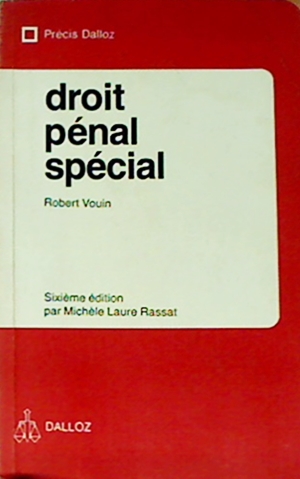 Précis Dalloz
droit
pénal
spécial
Robert Vouin
Sixième édition
par Michèle Laure Rassat
DALLOZ